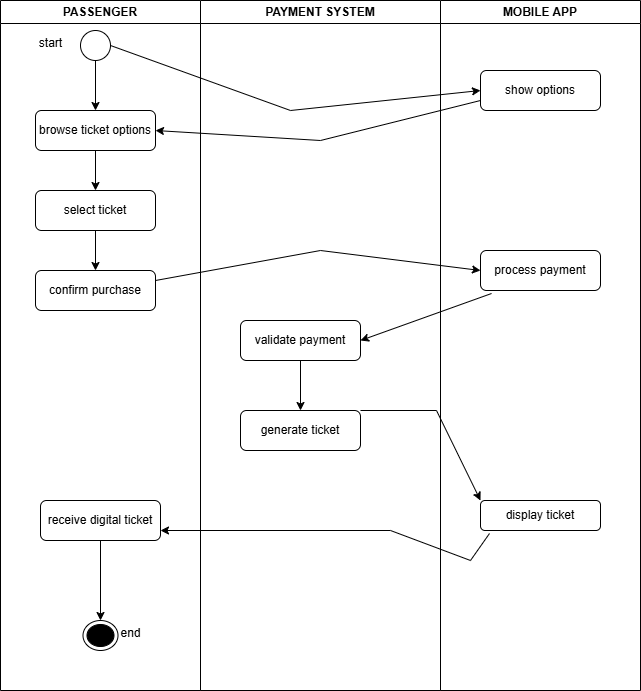 PASSENGER
PAYMENT SYSTEM
MOBILE APP
start
show options
browse ticket options
select ticket
confirm purchase
process payment
validate payment
generate ticket
receive digital ticket
display ticket
end